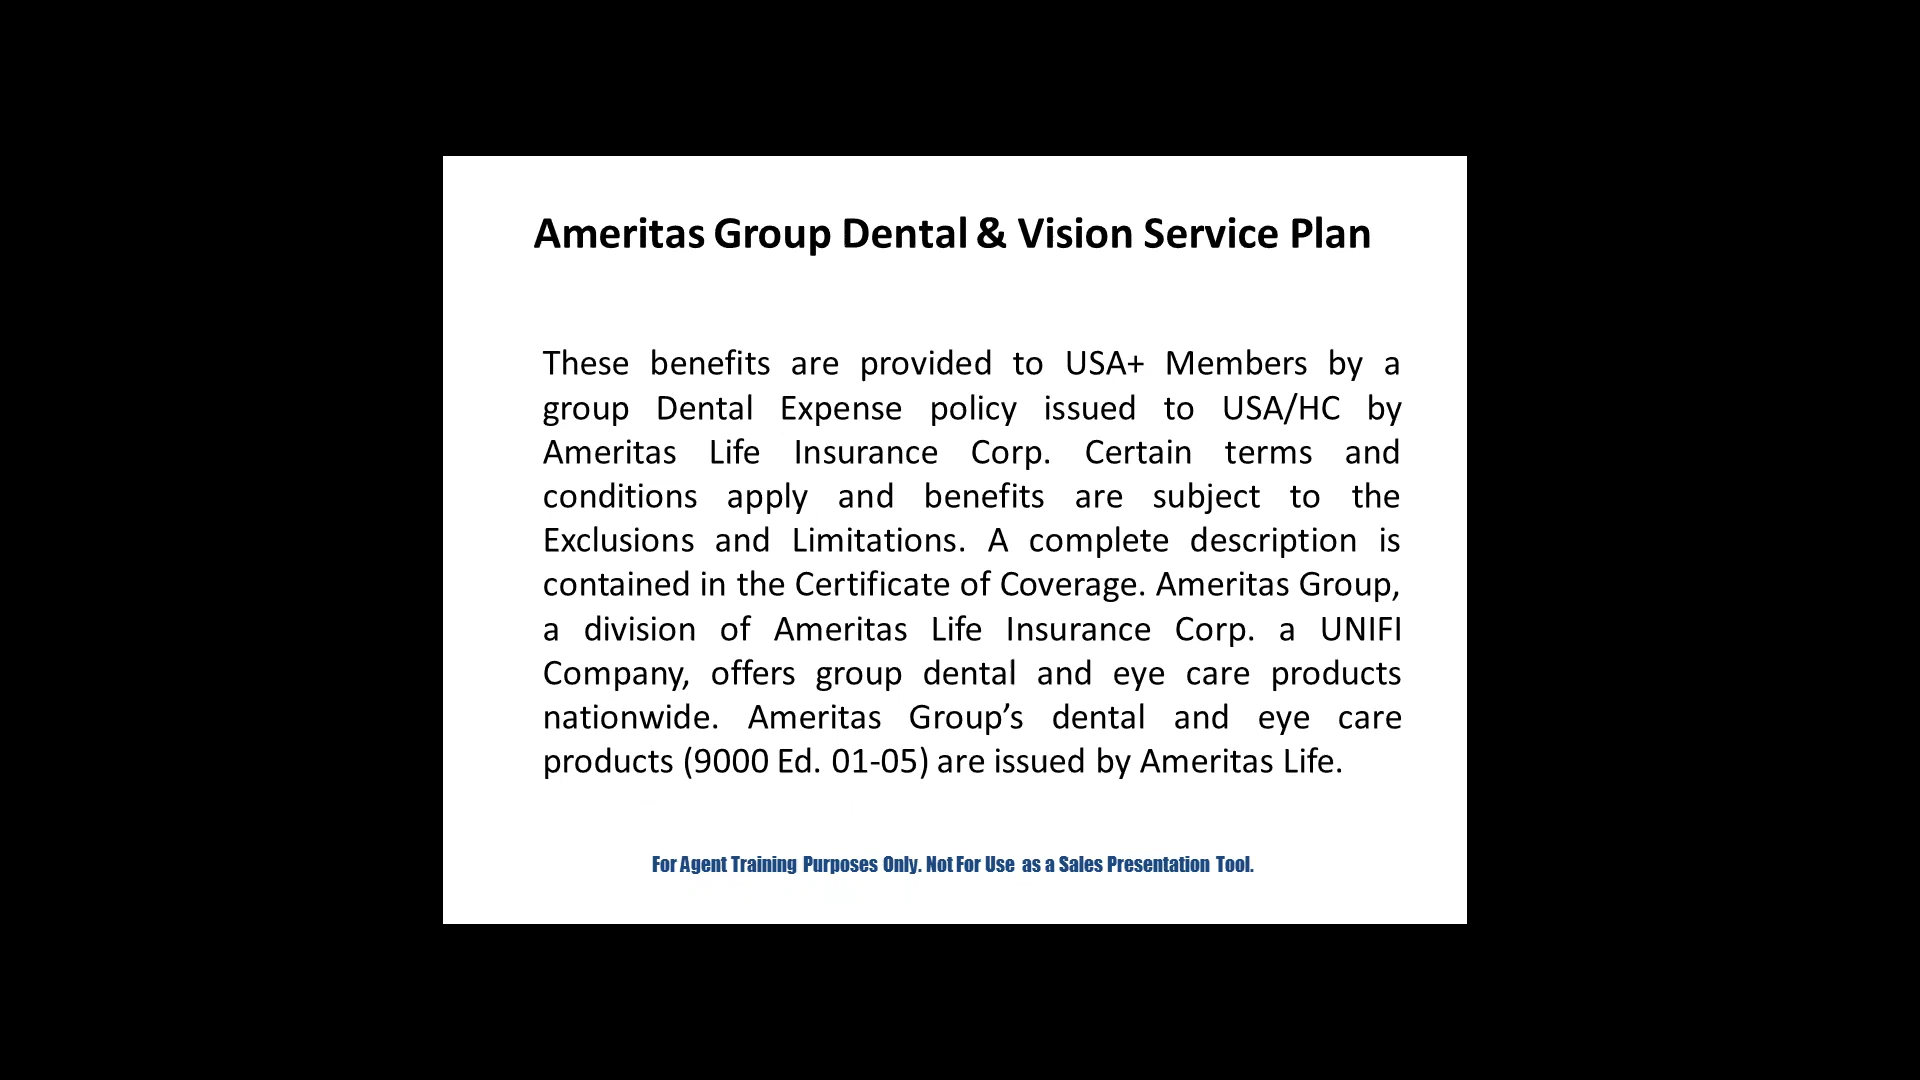 Ameritas Group Dental & Vision Service Plan
These benefits are provided to USA+ Members by a
group Dental Expense policy issued to USA/HC by
Ameritas Life Insurance Corp. Certain terms and
conditions apply and benefits are subject to the
Exclusions and Limitations. A complete description is
contained in the Certificate of Coverage. Ameritas Group,
a division of Ameritas Life Insurance Corp. a UNIFI
Company, offers group dental and eye care products
nationwide. Ameritas Group’s dental and eye care
products (9000 Ed. 01-05) are issued by Ameritas Life.
For Agent Training Purposes Only. Not For Use as a Sales Presentation Tool.